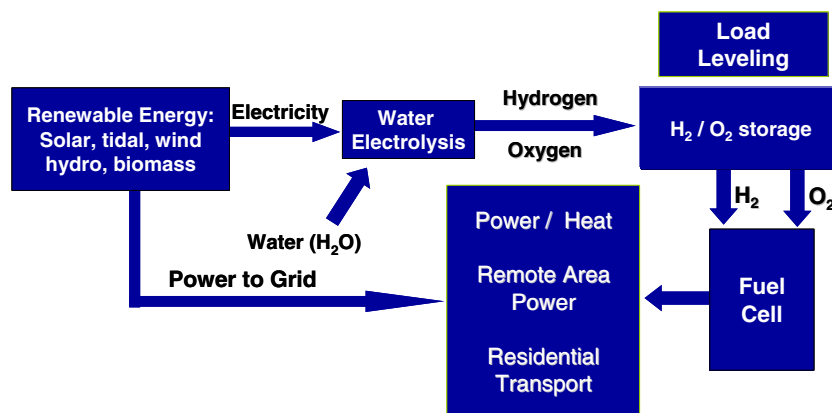 Load
Leveling
Renewable Energy:
Solar, tidal, wind
hydro, biomass
Electricity
Water
Electrolysis
Hydrogen
Oxygen
H₂ / O₂ storage
H₂
O₂
Water (H₂O)
Power to Grid
Power / Heat
Remote Area
Power
Residential
Transport
Fuel
Cell